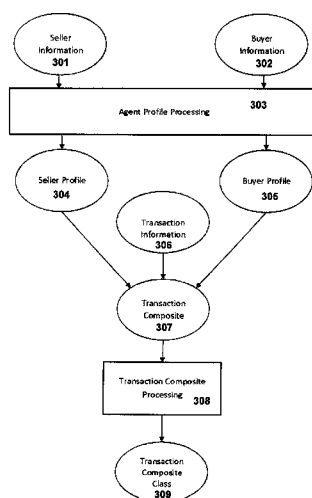 Seller
Information
301
Buyer
Information
302
303
Agent Profile Processing
Seller Profile
304
Buyer Profile
305
Transaction
Information
306
Transaction
Composite
307
Transaction Composite
Processing
308
Transaction
Composite
Class
309